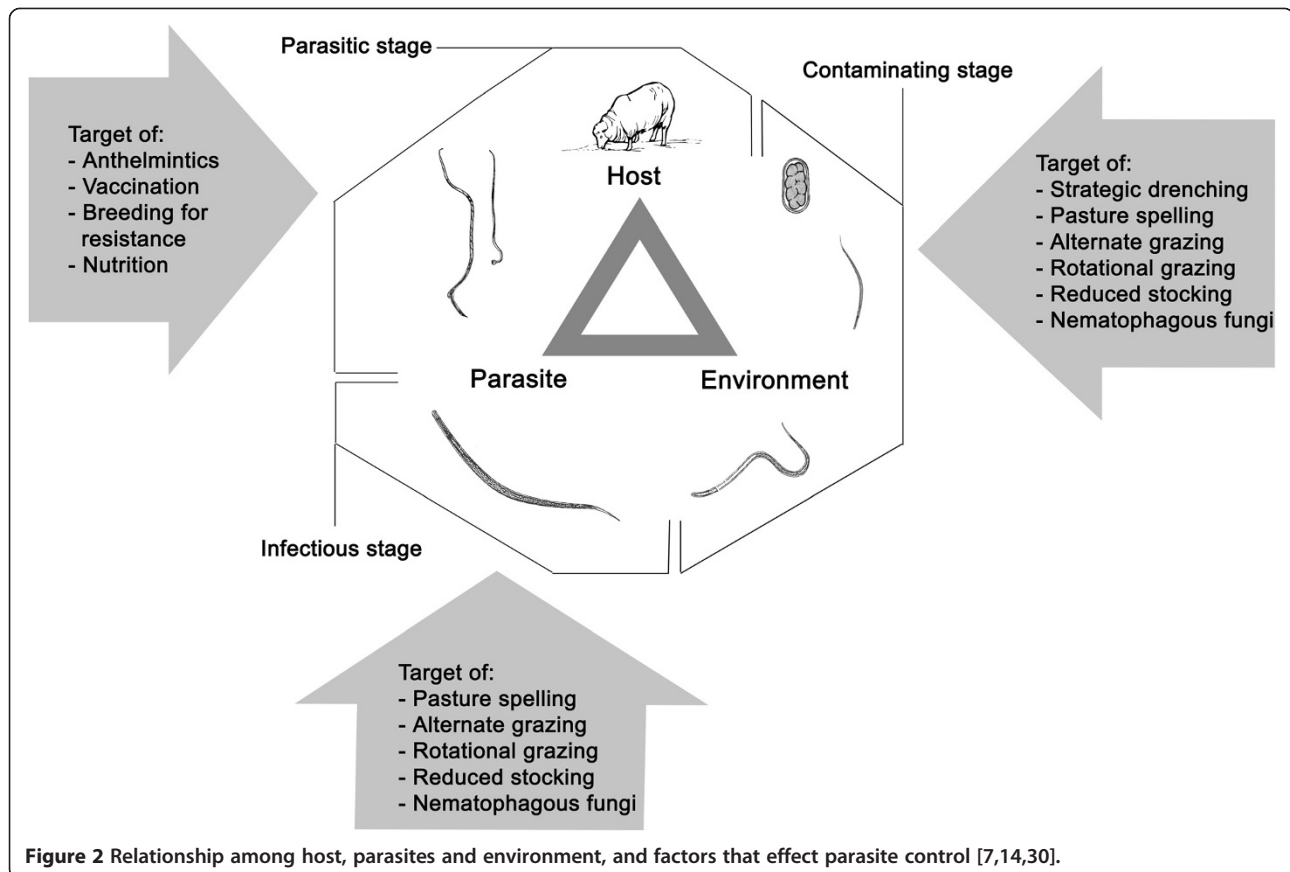 Parasitic stage
Contaminating stage
Target of:
- Anthelmintics
- Vaccination
- Breeding for
resistance
- Nutrition
Host
Target of:
- Strategic drenching
- Pasture spelling
- Alternate grazing
- Rotational grazing
- Reduced stocking
- Nematophagous fungi
Parasite
Environment
Infectious stage
Target of:
- Pasture spelling
- Alternate grazing
- Rotational grazing
- Reduced stocking
- Nematophagous fungi
Figure 2 Relationship among host, parasites and environment, and factors that effect parasite control [7,14,30].